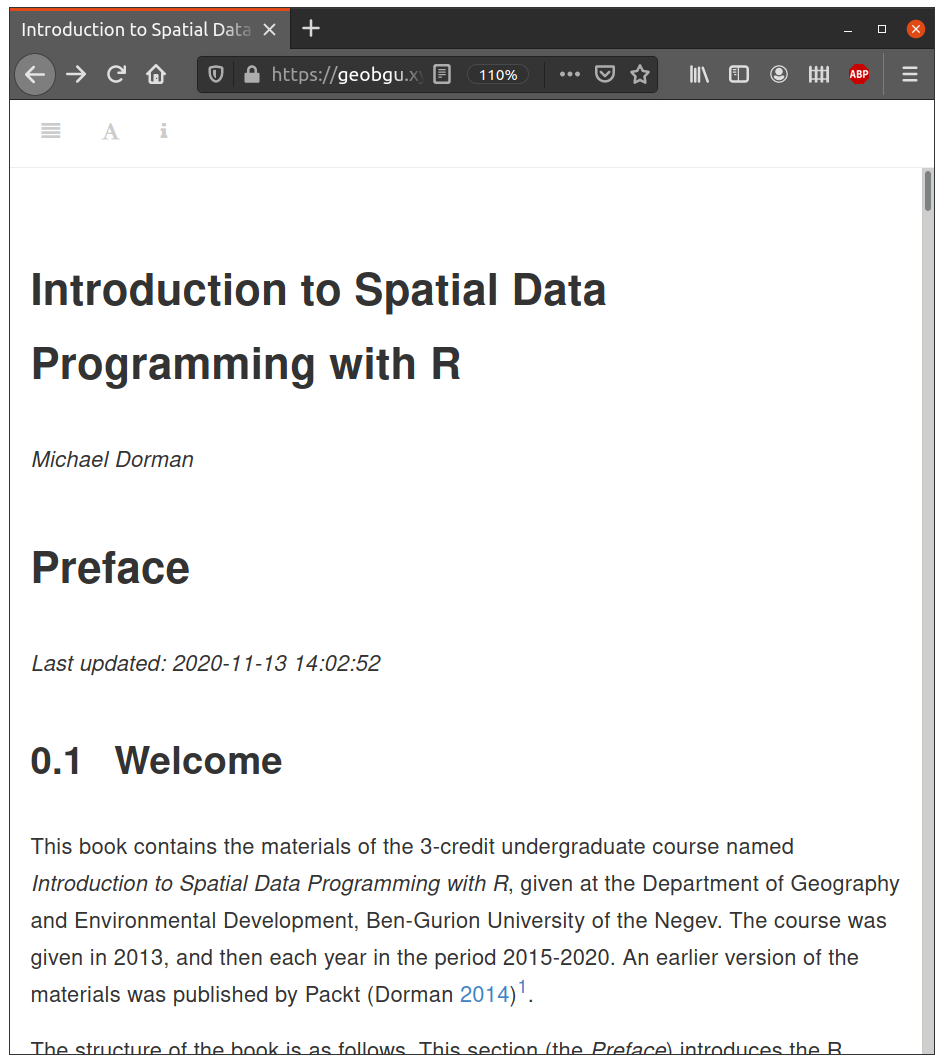 Introduction to Spatial Data
https://geobgu.xy
110%
ABP
A
i
Introduction to Spatial Data
Programming with R
Michael Dorman
Preface
Last updated: 2020-11-13 14:02:52
0.1 Welcome
This book contains the materials of the 3-credit undergraduate course named
Introduction to Spatial Data Programming with R, given at the Department of Geography
and Environmental Development, Ben-Gurion University of the Negev. The course was
given in 2013, and then each year in the period 2015-2020. An earlier version of the
materials was published by Packt (Dorman 2014)1.
The structure of the book is as follows. This section (the Preface) introduces the R